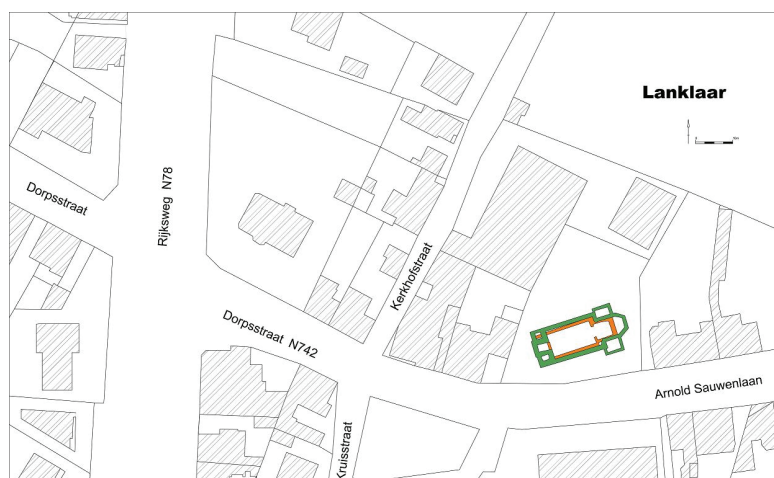 Lanklaar
Dorpsstraat
Rijksweg N78
Kerkhofstraat
Dorpsstraat N742
Arnold Sauwenlaan
Kruisstraat